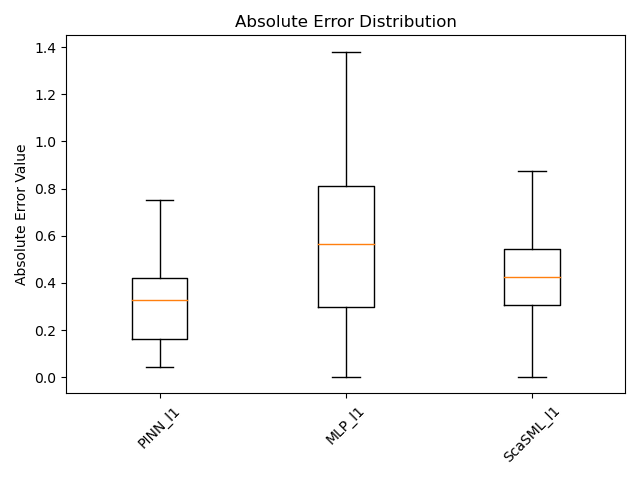 Absolute Error Distribution
Absolute Error Value
1.4
1.2
1.0
0.8
0.6
0.4
0.2
0.0
PINN_l1
MLP_l1
ScaSML_l1